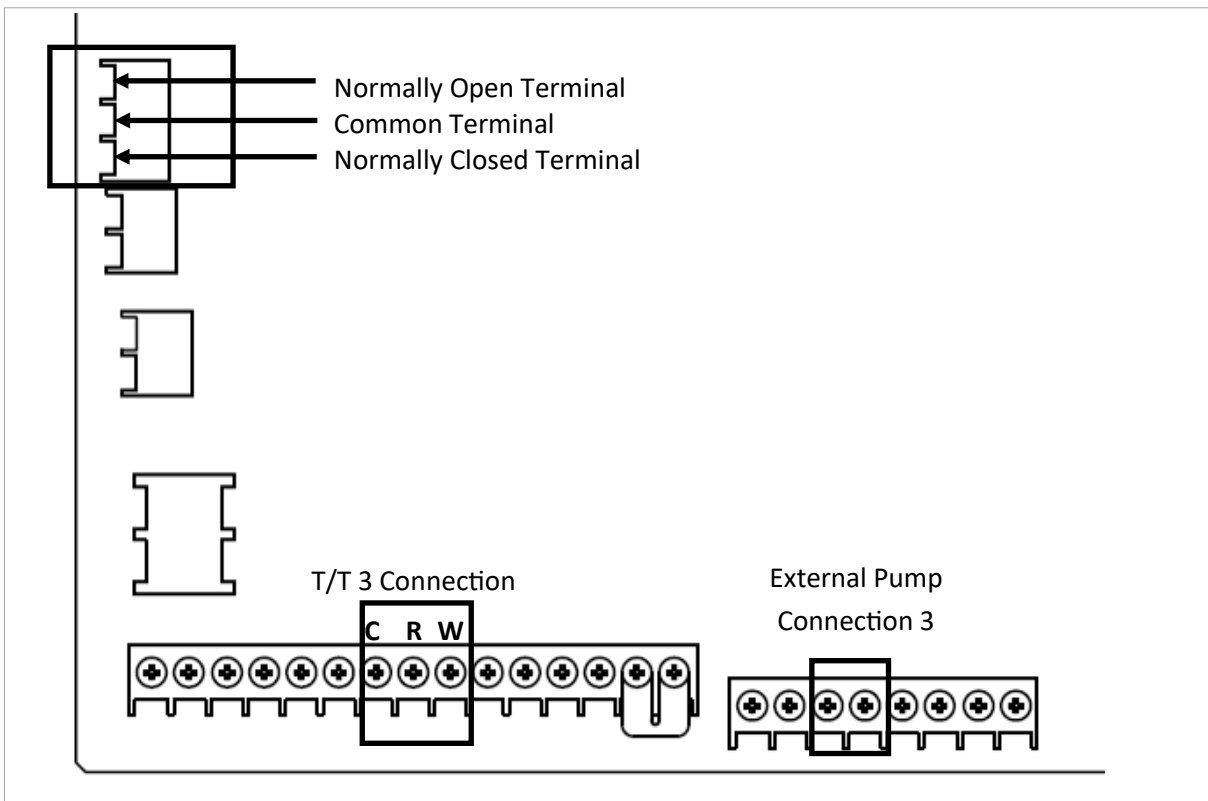 Normally Open Terminal
Common Terminal
Normally Closed Terminal
T/T 3 Connection
C R W
External Pump
Connection 3